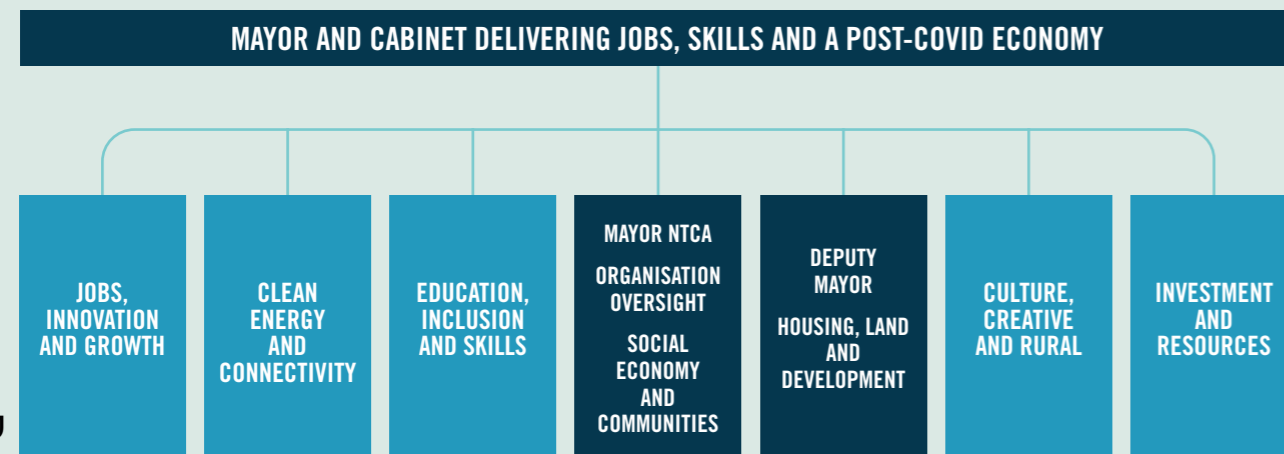 MAYOR AND CABINET DELIVERING JOBS, SKILLS AND A POST-COVID ECONOMY
JOBS,
INNOVATION
AND GROWTH
CLEAN
ENERGY
AND
CONNECTIVITY
EDUCATION,
INCLUSION
AND SKILLS
MAYOR NTCA
ORGANISATION
OVERSIGHT
SOCIAL
ECONOMY
AND
COMMUNITIES
DEPUTY
MAYOR
HOUSING, LAND
AND
DEVELOPMENT
CULTURE,
CREATIVE
AND RURAL
INVESTMENT
AND
RESOURCES